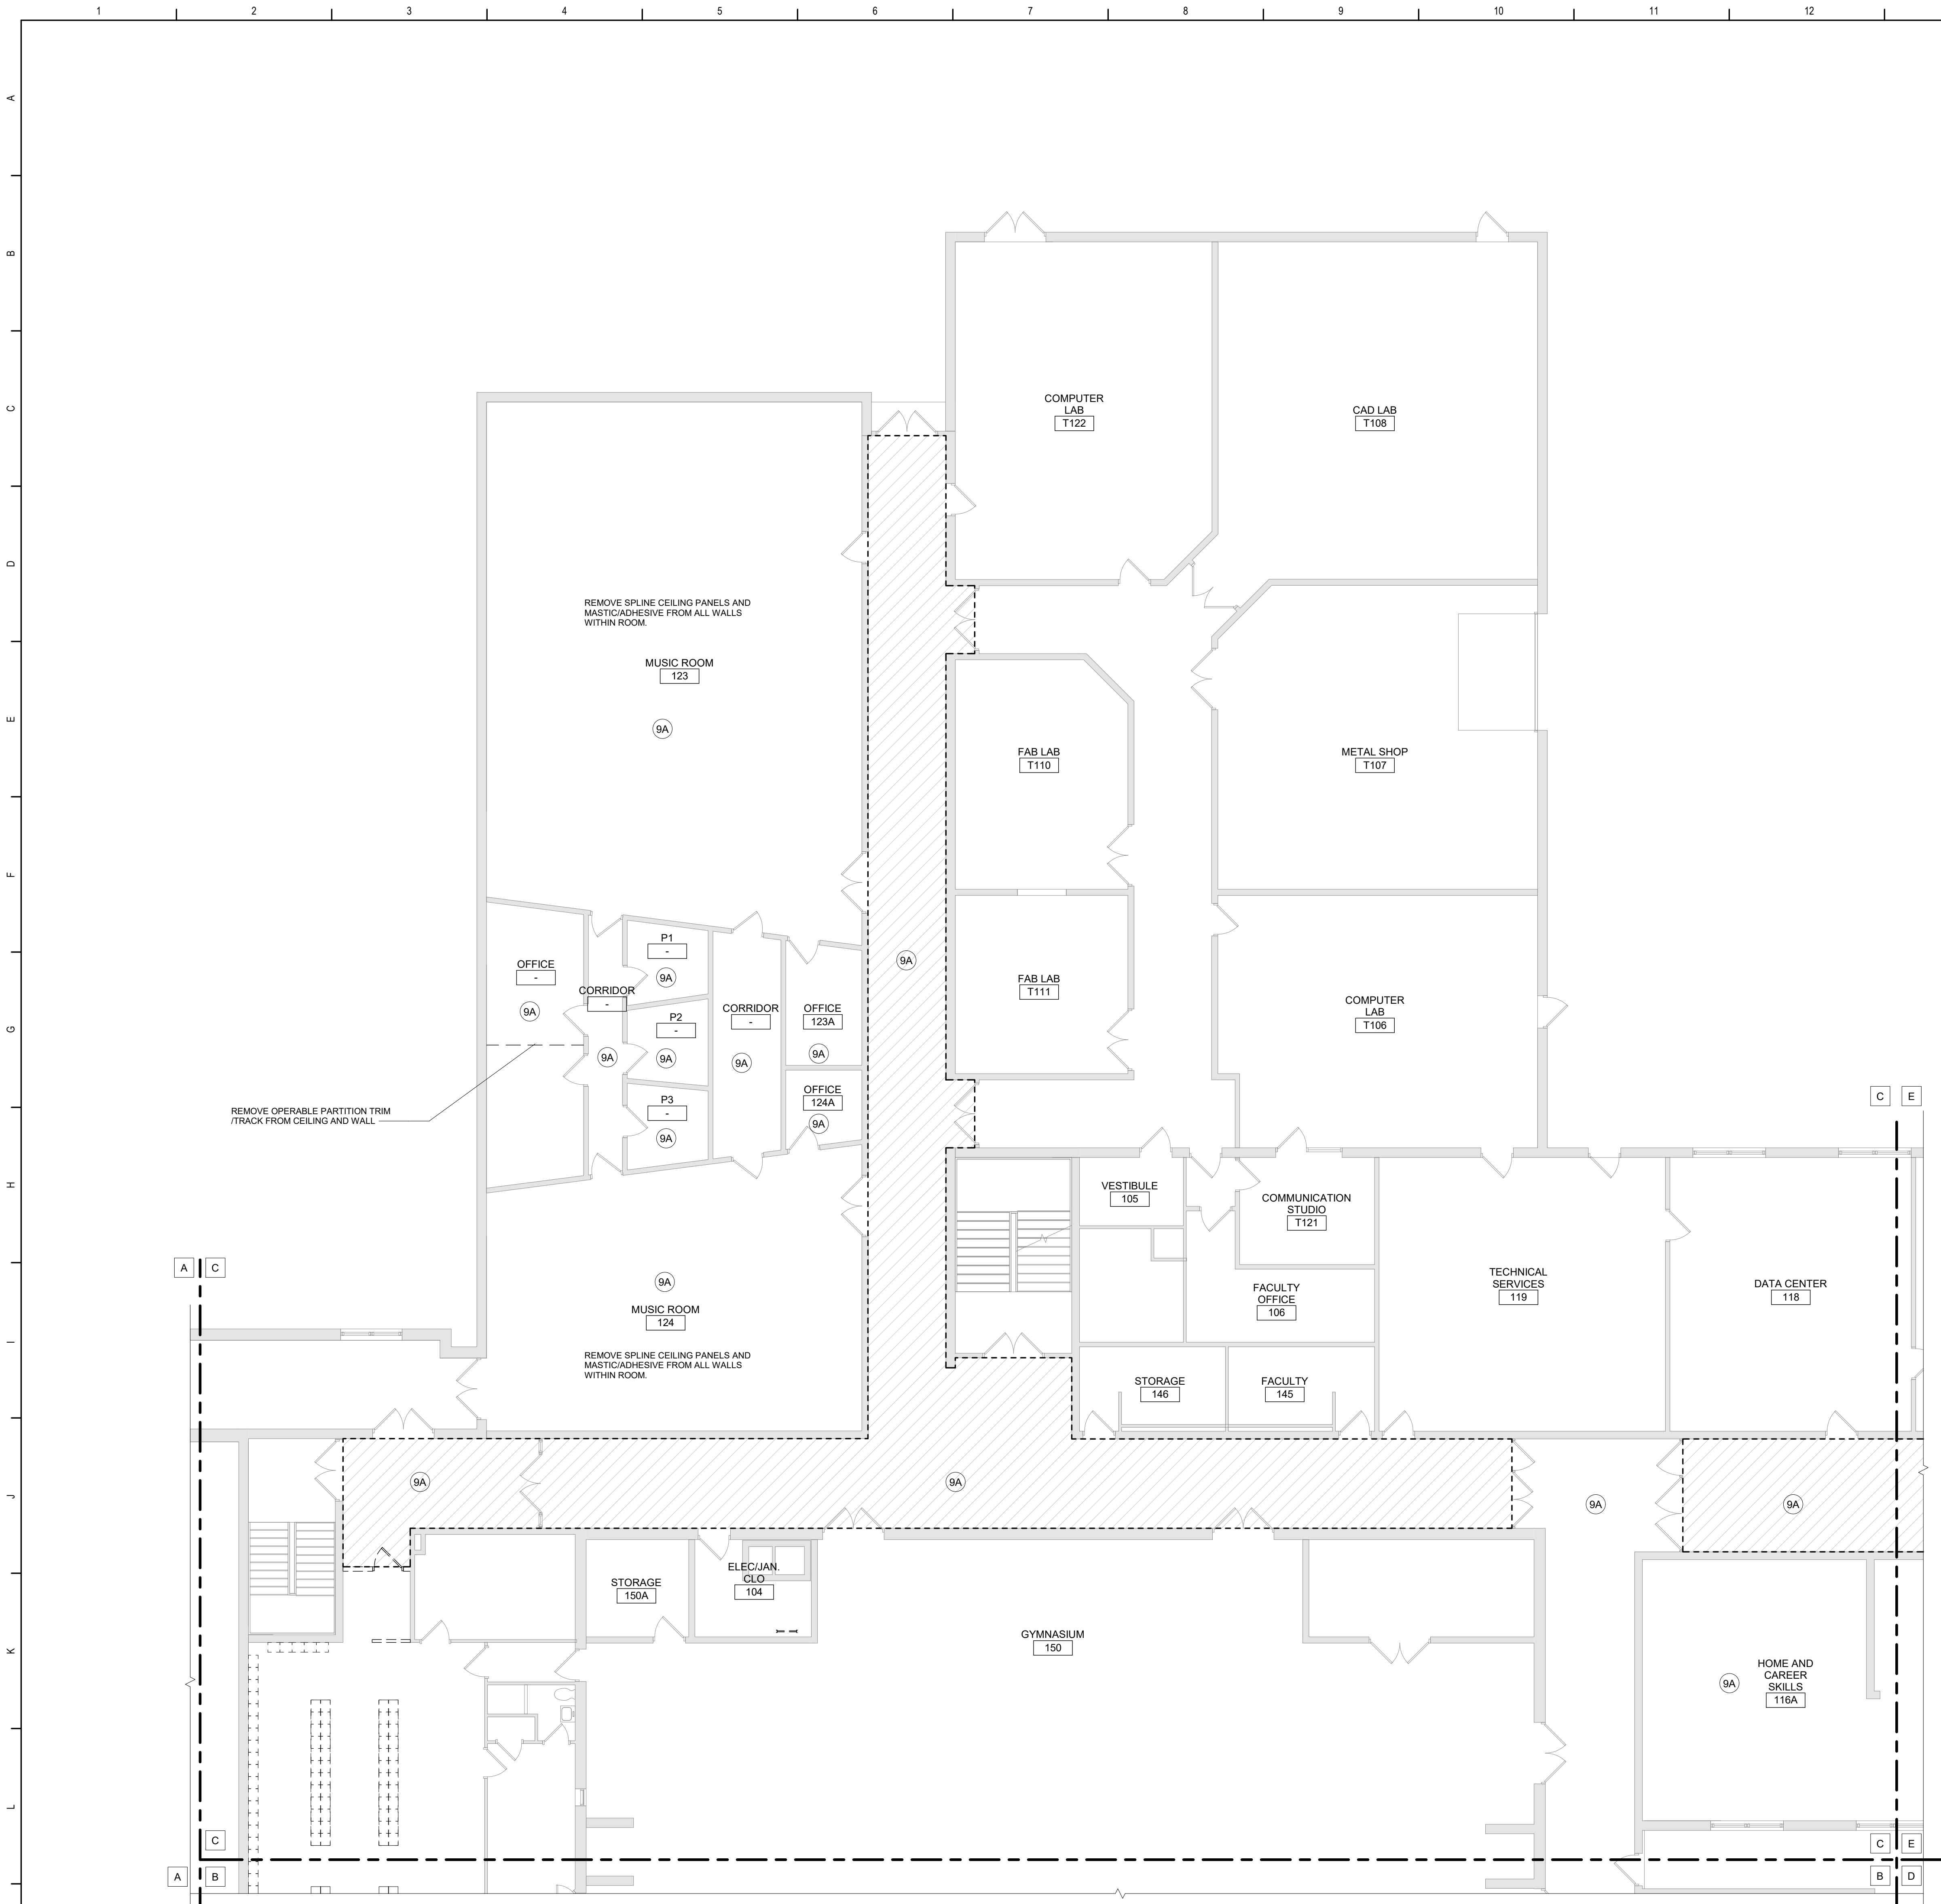 1 2 3 4 5 6 7 8 9 10 11 12
A
B
C
D
E
F
G
H
I
J
K
L
COMPUTER
LAB
T122
CAD LAB
T108
REMOVE SPLINE CEILING PANELS AND
MASTIC/ADHESIVE FROM ALL WALLS
WITHIN ROOM.
MUSIC ROOM
123
9A
FAB LAB
T110
METAL SHOP
T107
P1
-
9A
OFFICE
-
9A
CORRIDOR
-
9A
P2
-
9A
CORRIDOR
-
9A
OFFICE
123A
9A
9A
FAB LAB
T111
COMPUTER
LAB
T106
P3
-
9A
OFFICE
124A
9A
REMOVE OPERABLE PARTITION TRIM
/TRACK FROM CEILING AND WALL
C E
VESTIBULE
105
COMMUNICATION
STUDIO
T121
A C
9A
MUSIC ROOM
124
REMOVE SPLINE CEILING PANELS AND
MASTIC/ADHESIVE FROM ALL WALLS
WITHIN ROOM.
FACULTY
OFFICE
106
TECHNICAL
SERVICES
119
DATA CENTER
118
STORAGE
146
FACULTY
145
9A
9A
9A
9A
STORAGE
150A
ELEC/JAN.
CLO
104
GYMNASIUM
150
9A
HOME AND
CAREER
SKILLS
116A
C
A B
C E
B D